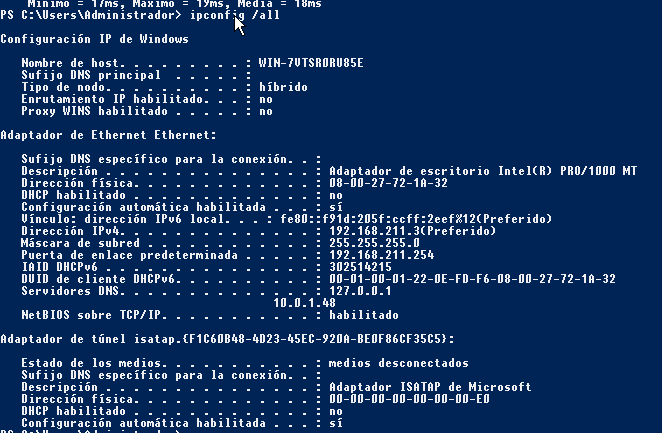 Mínimo = 17ms, Máximo = 19ms, Media = 18ms
PS C:\Users\Administrador> ipconfig /all
Configuración IP de Windows
Nombre de host. . . . . . . . . : WIN-7VTSR0RV85E
Sufijo DNS principal . . . . . :
Tipo de nodo. . . . . . . . . . : híbrido
Enrutamiento IP habilitado. . . : no
Proxy WINS habilitado . . . . . : no
Adaptador de Ethernet Ethernet:
Sufijo DNS específico para la conexión. . :
Descripción . . . . . . . . . . . . . . . : Adaptador de escritorio Intel(R) PRO/1000 MT
Dirección física. . . . . . . . . . . . . : 08-00-27-72-1A-32
DHCP habilitado . . . . . . . . . . . . . : no
Configuración automática habilitada . . . : sí
Vínculo: dirección IPv6 local. . . : fe80::f91d:205f:ccff:2eef%12(Preferido)
Dirección IPv4. . . . . . . . . . . . . . : 192.168.211.3(Preferido)
Máscara de subred . . . . . . . . . . . . : 255.255.255.0
Puerta de enlace predeterminada . . . . . : 192.168.211.254
IAID DHCPv6 . . . . . . . . . . . . . . . : 302514215
DUID de cliente DHCPv6. . . . . . . . . . : 00-01-00-01-22-0E-FD-F6-08-00-27-72-1A-32
Servidores DNS. . . . . . . . . . . . . . : 127.0.0.1
10.0.1.48
NetBIOS sobre TCP/IP. . . . . . . . . . . : habilitado
Adaptador de túnel isatap.{F1C60B48-4D23-45EC-920A-BE0F86CF35C5}:
Estado de los medios. . . . . . . . . . . : medios desconectados
Sufijo DNS específico para la conexión. . :
Descripción . . . . . . . . . . . . . . . : Adaptador ISATAP de Microsoft
Dirección física. . . . . . . . . . . . . : 00-00-00-00-00-00-00-E0
DHCP habilitado . . . . . . . . . . . . . : no
Configuración automática habilitada . . . : sí
PS C:\Users\Administrador>